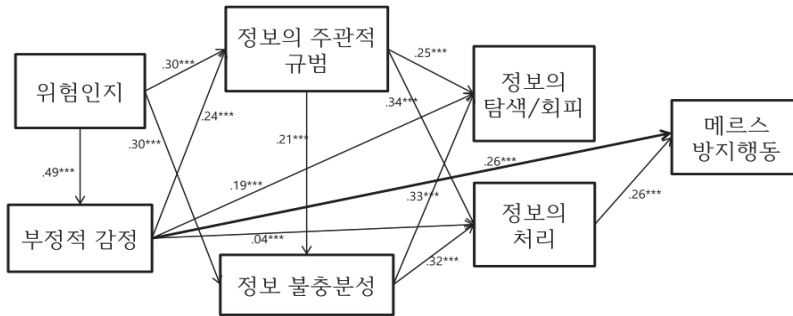 정보의 주관적
규범
.30***
.25***
정보의
탐색/회피
위험인지
.34***
.24***
메르스
방지행동
.30***
.21***
.26***
.49***
.19***
.33***
.26***
정보의
처리
부정적 감정
.04***
.32***
정보 불충분성